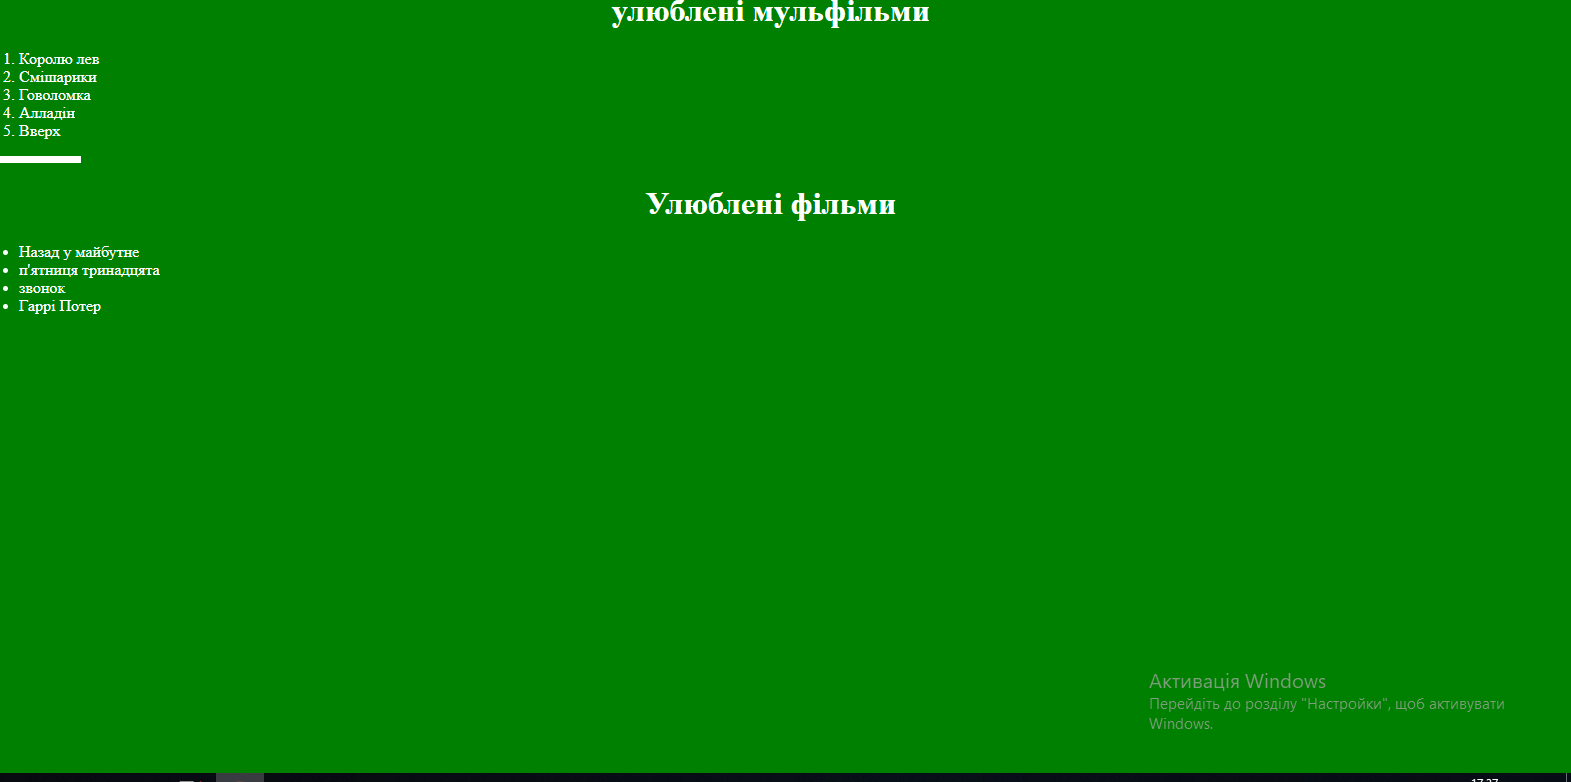 улюблені мульфільми
1. Королю лев
2. Смішарики
3. Говоломка
4. Алладін
5. Вверх
Улюблені фільми
• Назад у майбутне
• п'ятниця тринадцята
• звонок
• Гаррі Потер
Активація Windows
Перейдіть до розділу "Настройки", щоб активувати
Windows.